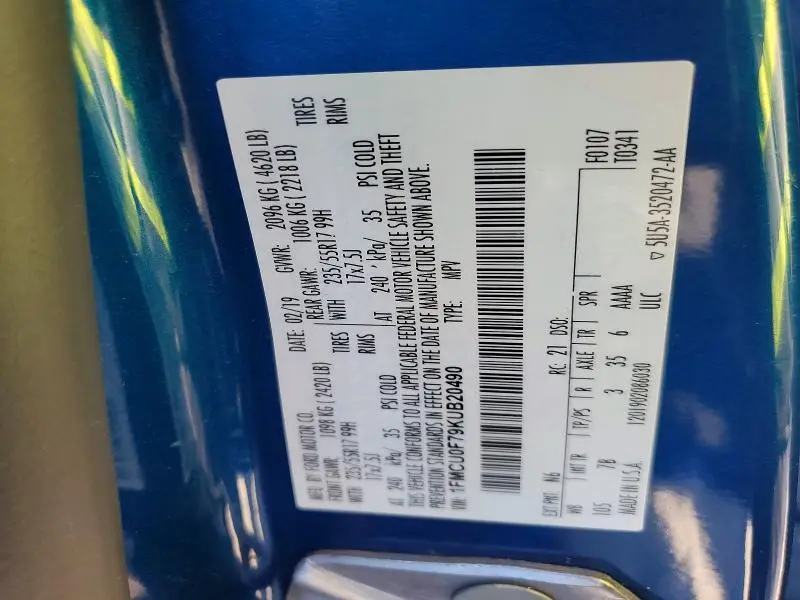 MFD. BY FORD MOTOR CO.
DATE: 02/19 GVWR: 2096 KG ( 4620 LB)
FRONT GAWR: 1098 KG ( 2420 LB) REAR GAWR: 1006 KG ( 2218 LB)
WITH 235/55R17 99H TIRES WITH 235/55R17 99H TIRES
17x7.5J RIMS 17x7.5J RIMS
AT 240 kPa/ 35 PSI COLD AT 240 kPa/ 35 PSI COLD
THIS VEHICLE CONFORMS TO ALL APPLICABLE FEDERAL MOTOR VEHICLE SAFETY AND THEFT
PREVENTION STANDARDS IN EFFECT ON THE DATE OF MANUFACTURE SHOWN ABOVE.
VIN: 1FMCU0F79KUB20490 TYPE: MPV
EXT PNT: N6 RC: 21 DSO: F0107
T0341
WB INT TR TP/PS R AXLE TR SPR
105 7B 3 35 6 AAAA
1201902086030 ULC
MADE IN U.S.A. ▽ 5U5A-3520472-AA